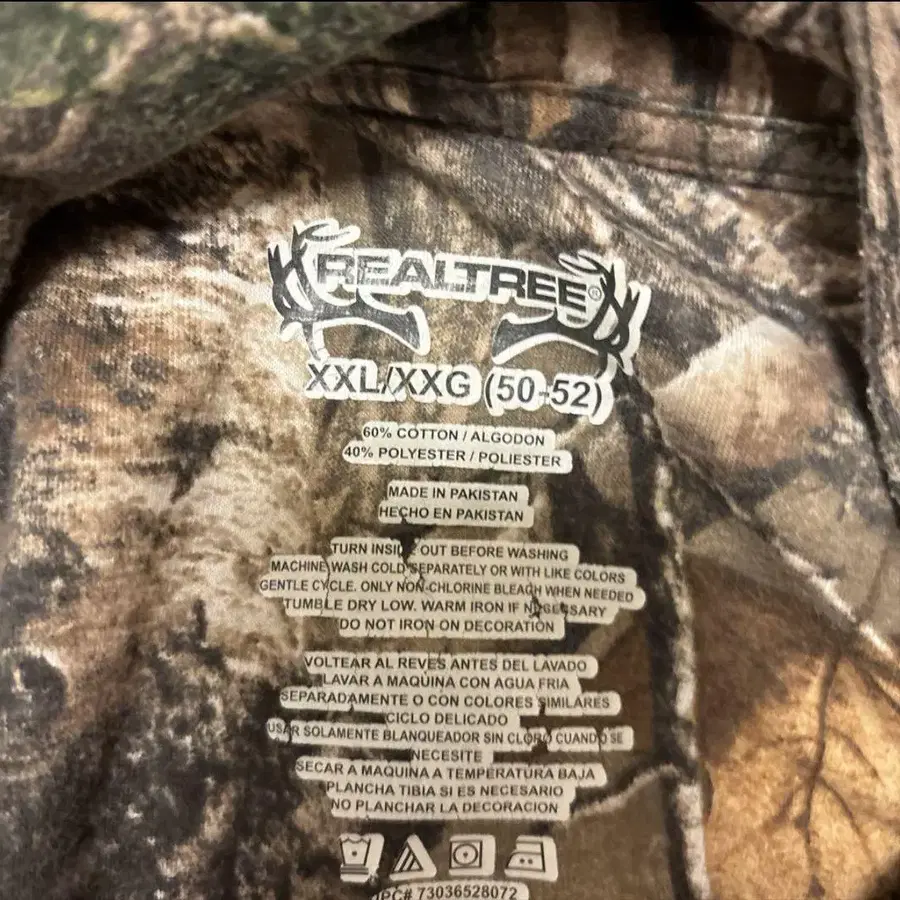 REALTREE®
XXL/XXG (50-52)
60% COTTON / ALGODON
40% POLYESTER / POLIESTER
MADE IN PAKISTAN
HECHO EN PAKISTAN
TURN INSIDE OUT BEFORE WASHING
MACHINE WASH COLD SEPARATELY OR WITH LIKE COLORS
GENTLE CYCLE. ONLY NON-CHLORINE BLEACH WHEN NEEDED
TUMBLE DRY LOW. WARM IRON IF NECESSARY
DO NOT IRON ON DECORATION
VOLTEAR AL REVES ANTES DEL LAVADO
LAVAR A MAQUINA CON AGUA FRIA
SEPARADAMENTE O CON COLORES SIMILARES
CICLO DELICADO
USAR SOLAMENTE BLANQUEADOR SIN CLORO CUANDO SE
NECESITE
SECAR A MAQUINA A TEMPERATURA BAJA
PLANCHA TIBIA SI ES NECESARIO
NO PLANCHAR LA DECORACION
IPC# 73036528072